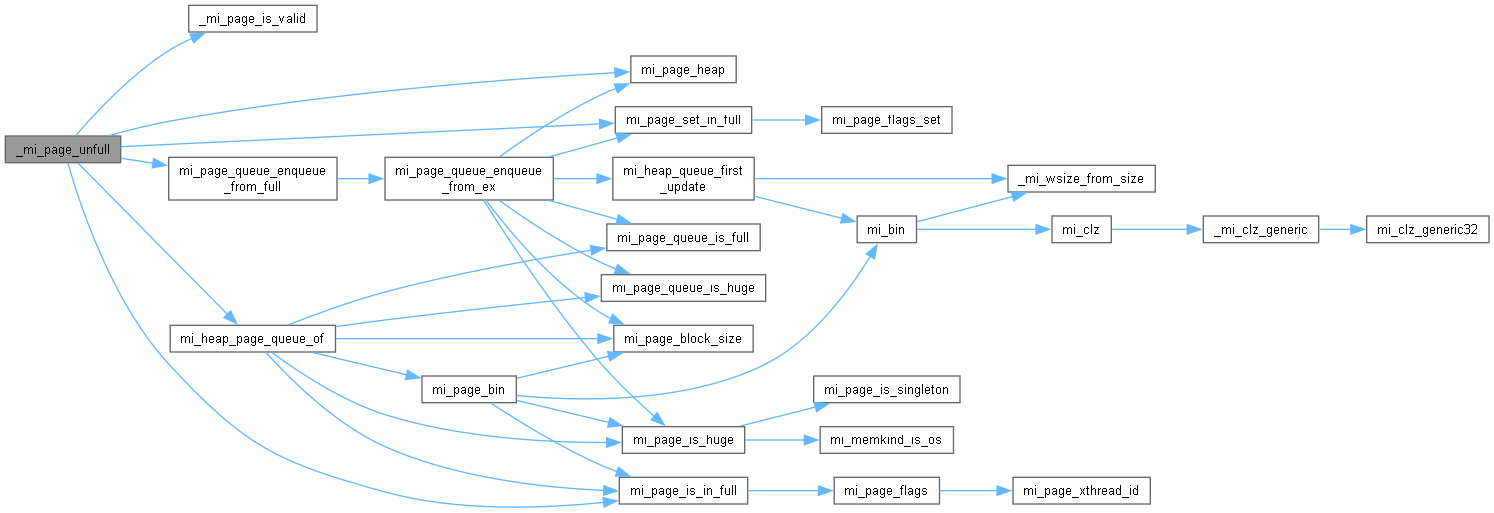 _mi_page_is_valid
mi_page_heap
mi_page_set_in_full
mi_page_flags_set
_mi_page_unfull
mi_page_queue_enqueue
_from_full
mi_page_queue_enqueue
_from_ex
mi_heap_queue_first
_update
_mi_wsize_from_size
mi_bin
mi_clz
_mi_clz_generic
mi_clz_generic32
mi_page_queue_is_full
mi_page_queue_is_huge
mi_heap_page_queue_of
mi_page_block_size
mi_page_bin
mi_page_is_singleton
mi_page_is_huge
mi_memkind_is_os
mi_page_is_in_full
mi_page_flags
mi_page_xthread_id